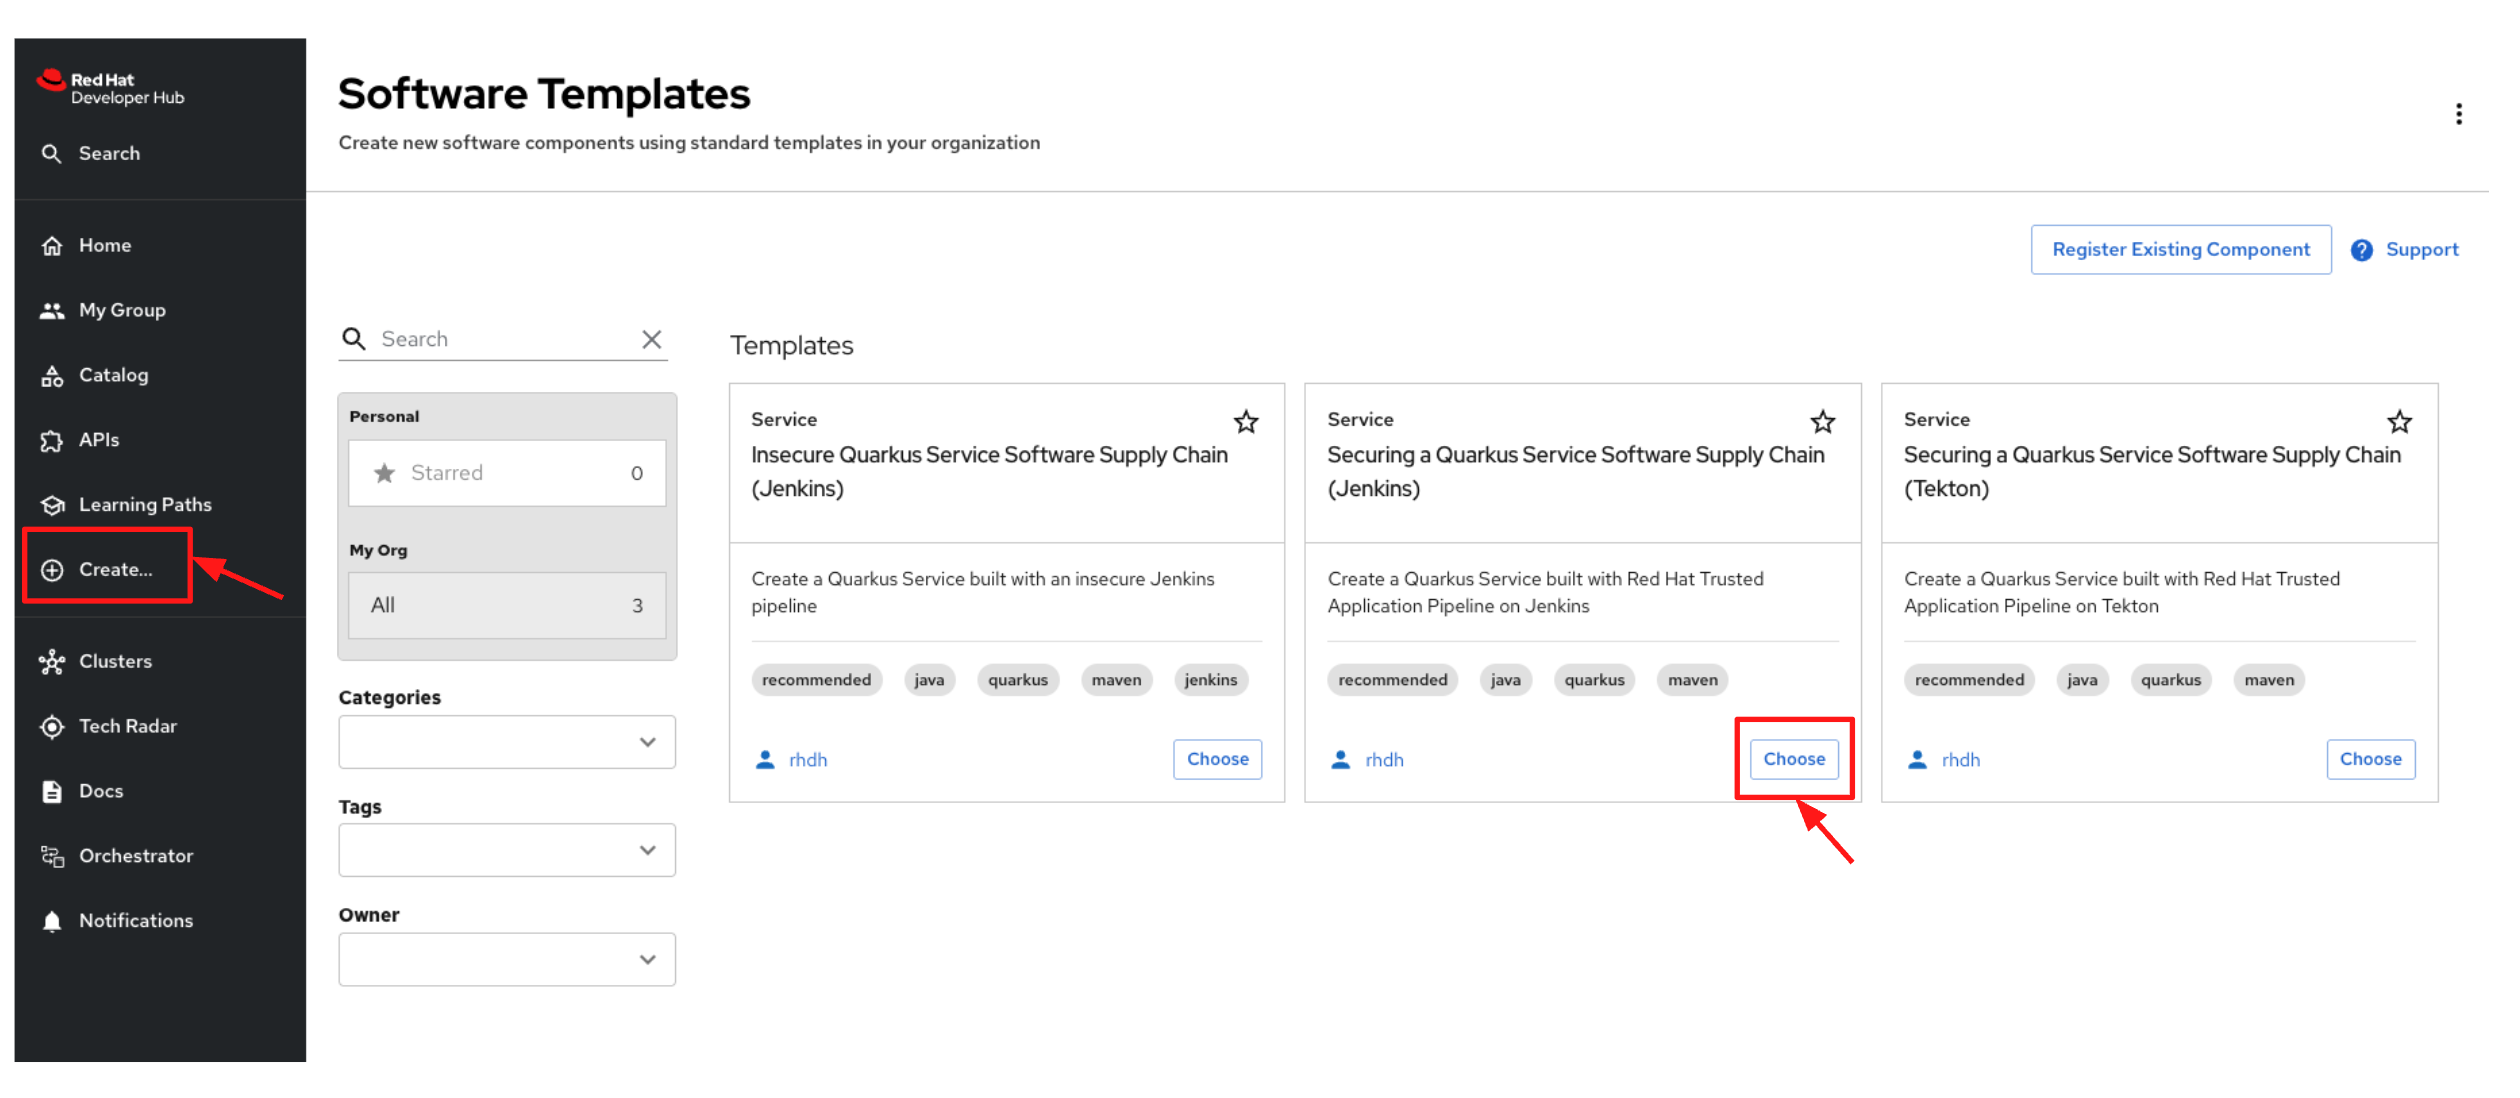 Red Hat
Developer Hub
Search
Home
My Group
Catalog
APIs
Learning Paths
Create...
Clusters
Tech Radar
Docs
Orchestrator
Notifications
Software Templates
Create new software components using standard templates in your organization
Register Existing Component
Support
Search
Personal
Starred 0
My Org
All 3
Categories
Tags
Owner
Templates
Service
Insecure Quarkus Service Software Supply Chain
(Jenkins)
Create a Quarkus Service built with an insecure Jenkins
pipeline
recommended java quarkus maven jenkins
rhdh Choose
Service
Securing a Quarkus Service Software Supply Chain
(Jenkins)
Create a Quarkus Service built with Red Hat Trusted
Application Pipeline on Jenkins
recommended java quarkus maven
rhdh Choose
Service
Securing a Quarkus Service Software Supply Chain
(Tekton)
Create a Quarkus Service built with Red Hat Trusted
Application Pipeline on Tekton
recommended java quarkus maven
rhdh Choose